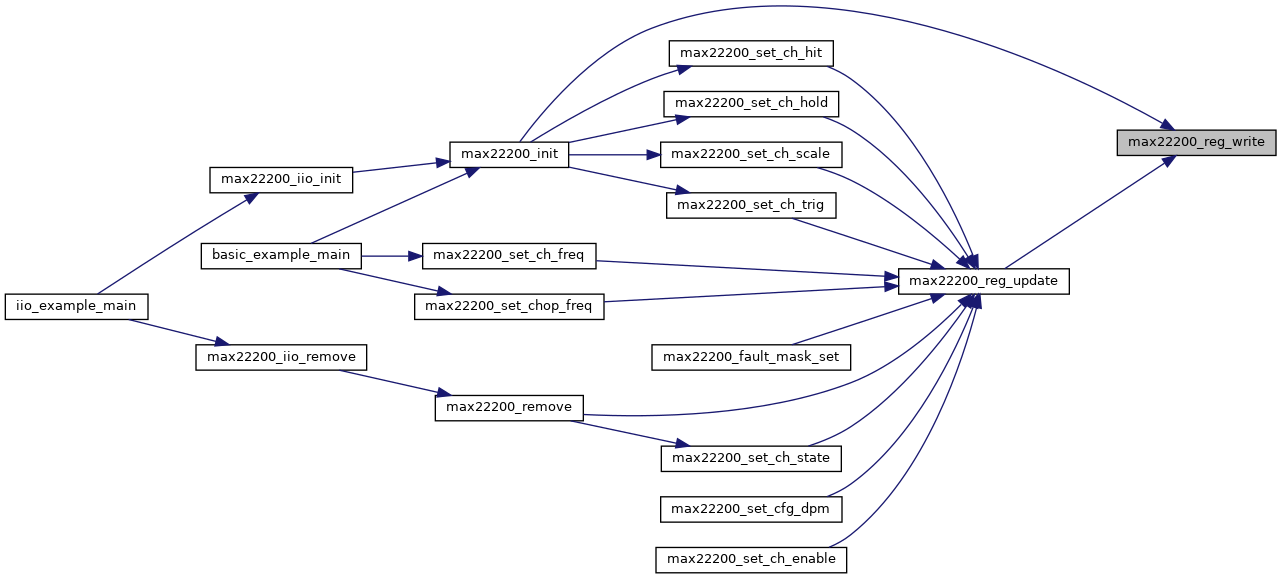 max22200_set_ch_hit
max22200_set_ch_hold
max22200_reg_write
max22200_init
max22200_set_ch_scale
max22200_iio_init
max22200_set_ch_trig
basic_example_main
max22200_set_ch_freq
max22200_reg_update
iio_example_main
max22200_set_chop_freq
max22200_iio_remove
max22200_fault_mask_set
max22200_remove
max22200_set_ch_state
max22200_set_cfg_dpm
max22200_set_ch_enable